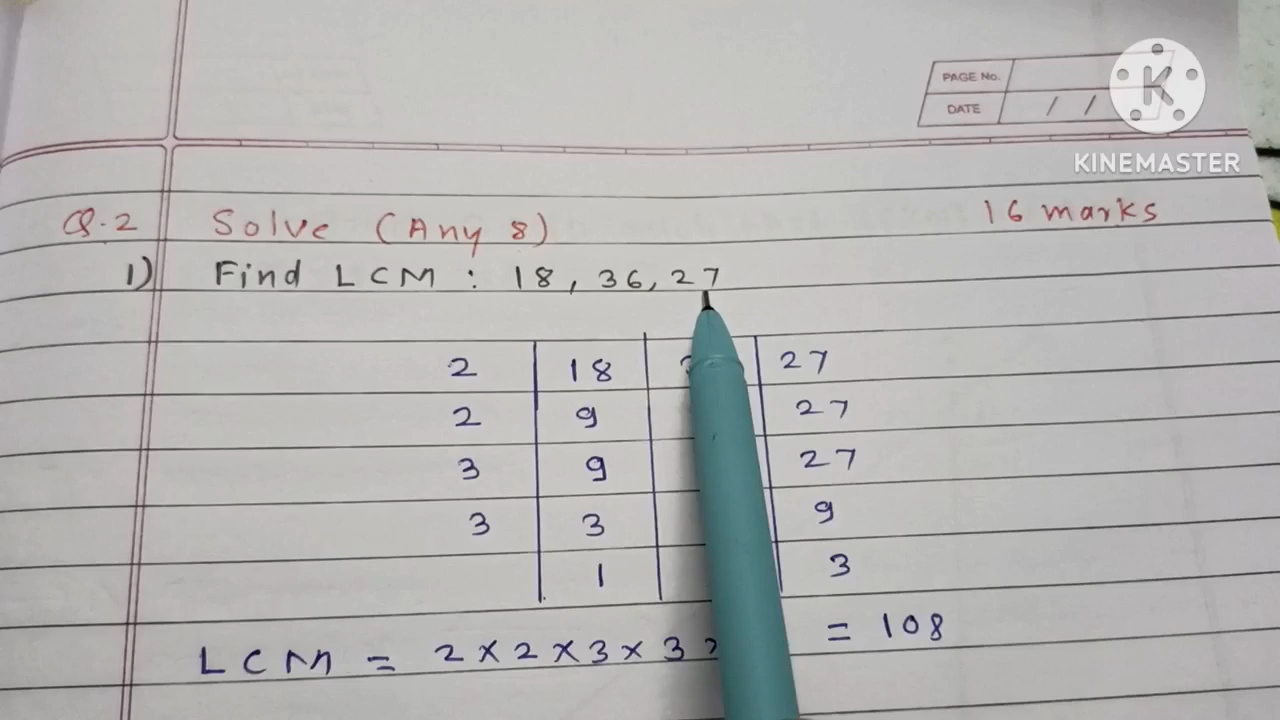 PAGE No.
DATE / /
K
KINEMASTER
Q.2 Solve (Any 8) 16 marks
1) Find LCM : 18, 36, 27
2 18 27
2 9 27
3 9 27
3 3 9
1 3
LCM = 2 × 2 × 3 × 3 = 108